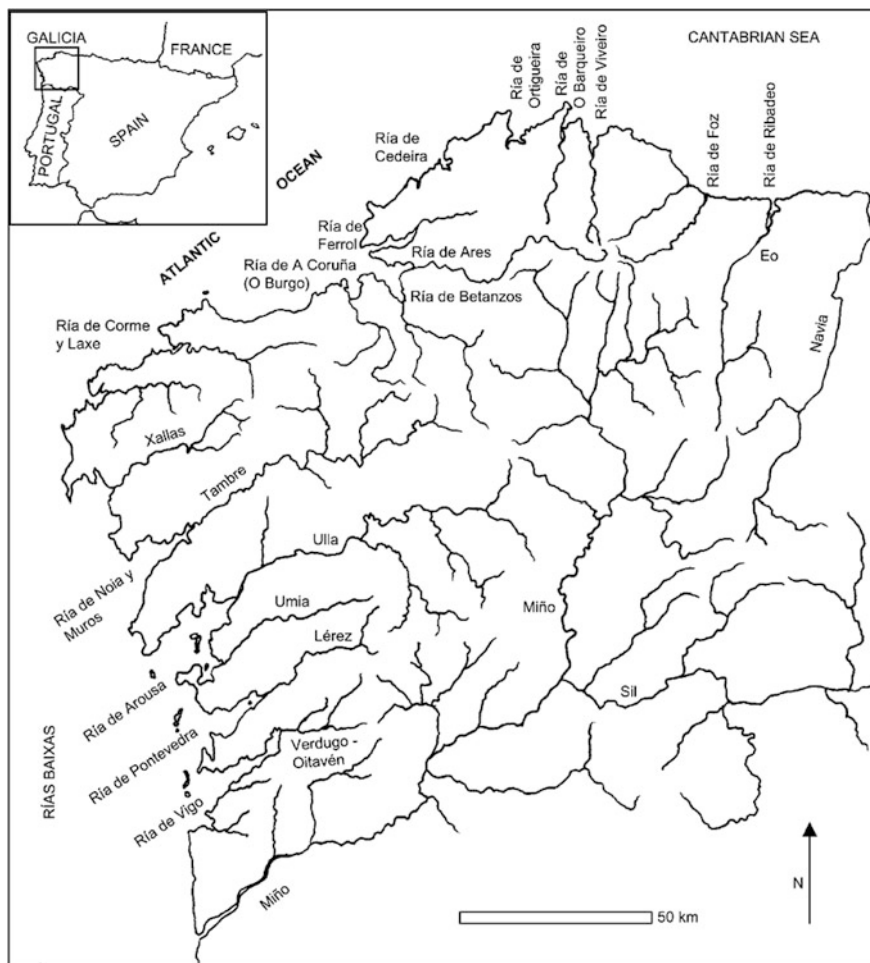 GALICIA
FRANCE
PORTUGAL
SPAIN
CANTABRIAN SEA
ATLANTIC
OCEAN
Ría de
Cedeira
Ría de
Ortigueira
Ría de
O Barqueiro
Ría de Viveiro
Ría de Foz
Ría de Ribadeo
Ría de
Ferrol
Ría de Ares
Ría de A Coruña
(O Burgo)
Ría de Betanzos
Eo
Navia
Ría de Corme
y Laxe
Xallas
Tambre
Ulla
Ría de Noia y
Muros
Umia
Miño
Lérez
Sil
Ría de Arousa
RÍAS BAIXAS
Ría de Pontevedra
Verdugo -
Oitavén
Ría de Vigo
Miño
N
50 km